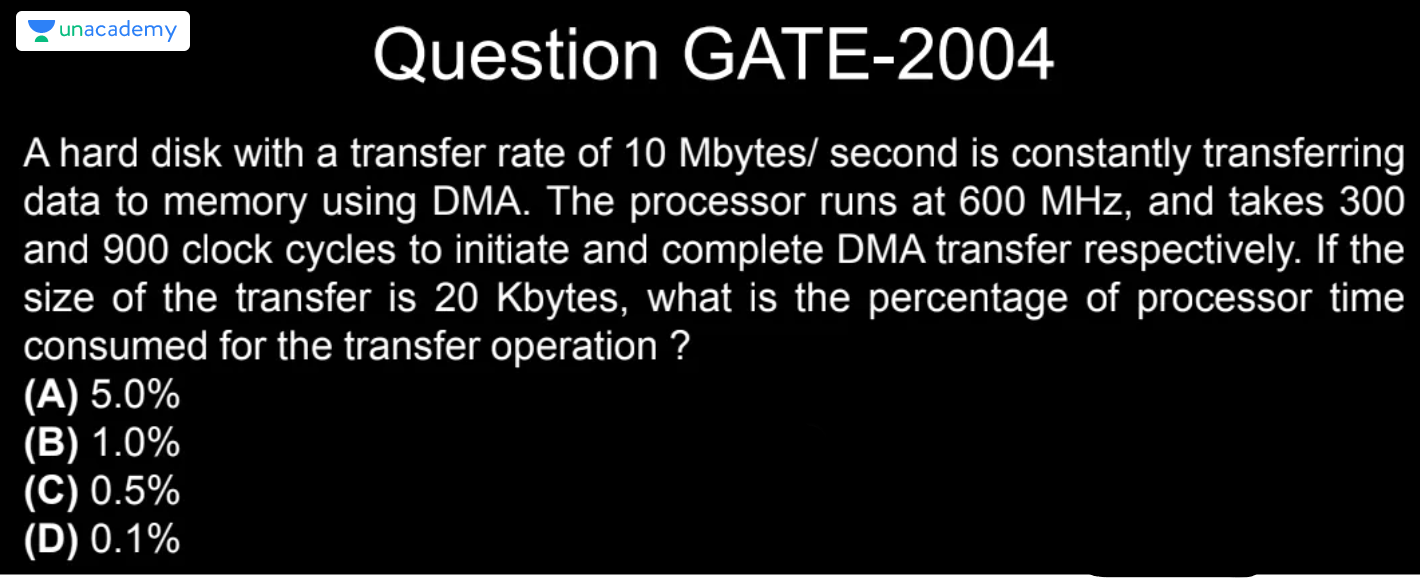 unacademy
Question GATE-2004
A hard disk with a transfer rate of 10 Mbytes/ second is constantly transferring
data to memory using DMA. The processor runs at 600 MHz, and takes 300
and 900 clock cycles to initiate and complete DMA transfer respectively. If the
size of the transfer is 20 Kbytes, what is the percentage of processor time
consumed for the transfer operation ?
(A) 5.0%
(B) 1.0%
(C) 0.5%
(D) 0.1%